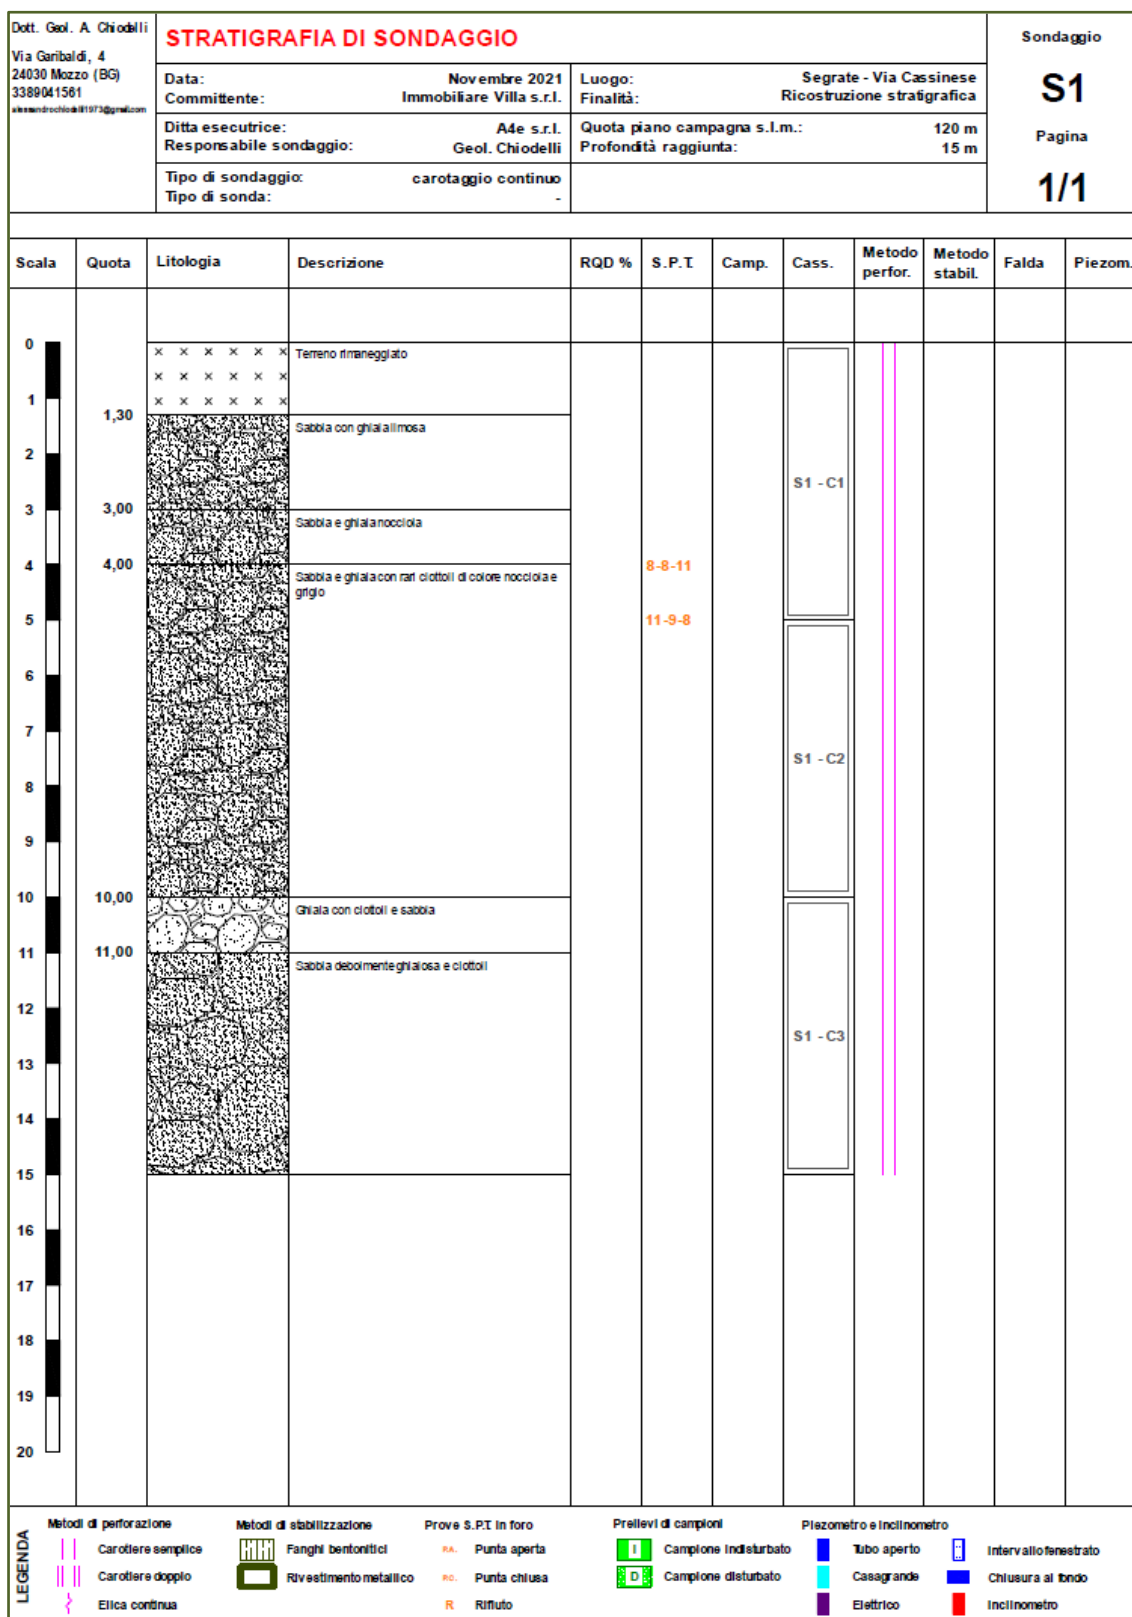 Dott. Geol. A. Chiodelli
Via Garibaldi, 4
24030 Mozzo (BG)
3389041561
alessandrochiodelli1973@gmail.com
STRATIGRAFIA DI SONDAGGIO
Data: Novembre 2021
Committente: Immobiliare Villa s.r.l.
Luogo: Segrate - Via Cassinese
Finalità: Ricostruzione stratigrafica
Ditta esecutrice: A4e s.r.l.
Responsabile sondaggio: Geol. Chiodelli
Quota piano campagna s.l.m.: 120 m
Profondità raggiunta: 15 m
Tipo di sondaggio: carotaggio continuo
Tipo di sonda: -
Sondaggio
S1
Pagina
1/1
Scala Quota Litologia Descrizione RQD % S.P.T. Camp. Cass. Metodo perfor. Metodo stabil. Falda Piezom.
0
Terreno rimaneggiato
1
1,30
Sabbia con ghiaia limosa
2
S1 - C1
3
3,00
Sabbia e ghiaia nocciola
4
4,00
8-8-11
Sabbia e ghiaia con rari ciottoli di colore nocciola e
grigio
5
11-9-8
6
7
S1 - C2
8
9
10
10,00
Ghiaia con ciottoli e sabbia
11
11,00
Sabbia debolmente ghiaiosa e ciottoli
12
S1 - C3
13
14
15
16
17
18
19
20
LEGENDA
Metodi di perforazione
Carotiere semplice
Carotiere doppio
Elica continua
Metodi di stabilizzazione
Fanghi bentonitici
Rivestimento metallico
Prove S.P.T. in foro
P.A. Punta aperta
P.C. Punta chiusa
R Rifiuto
Prelievi di campioni
I Campione indisturbato
D Campione disturbato
Piezometro e inclinometro
Tubo aperto
Casagrande
Elettrico
Intervallo fenestrato
Chiusura al fondo
Inclinometro